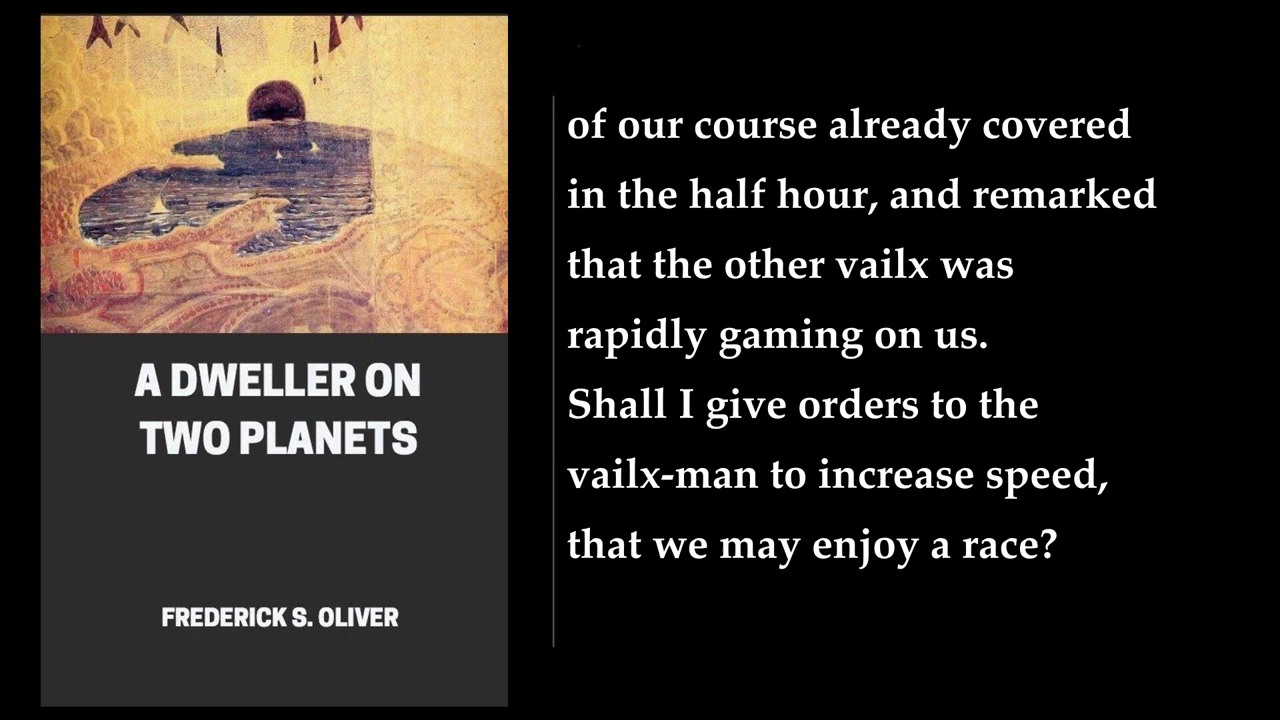 A DWELLER ON
TWO PLANETS
FREDERICK S. OLIVER
of our course already covered
in the half hour, and remarked
that the other vailx was
rapidly gaming on us.
Shall I give orders to the
vailx-man to increase speed,
that we may enjoy a race?